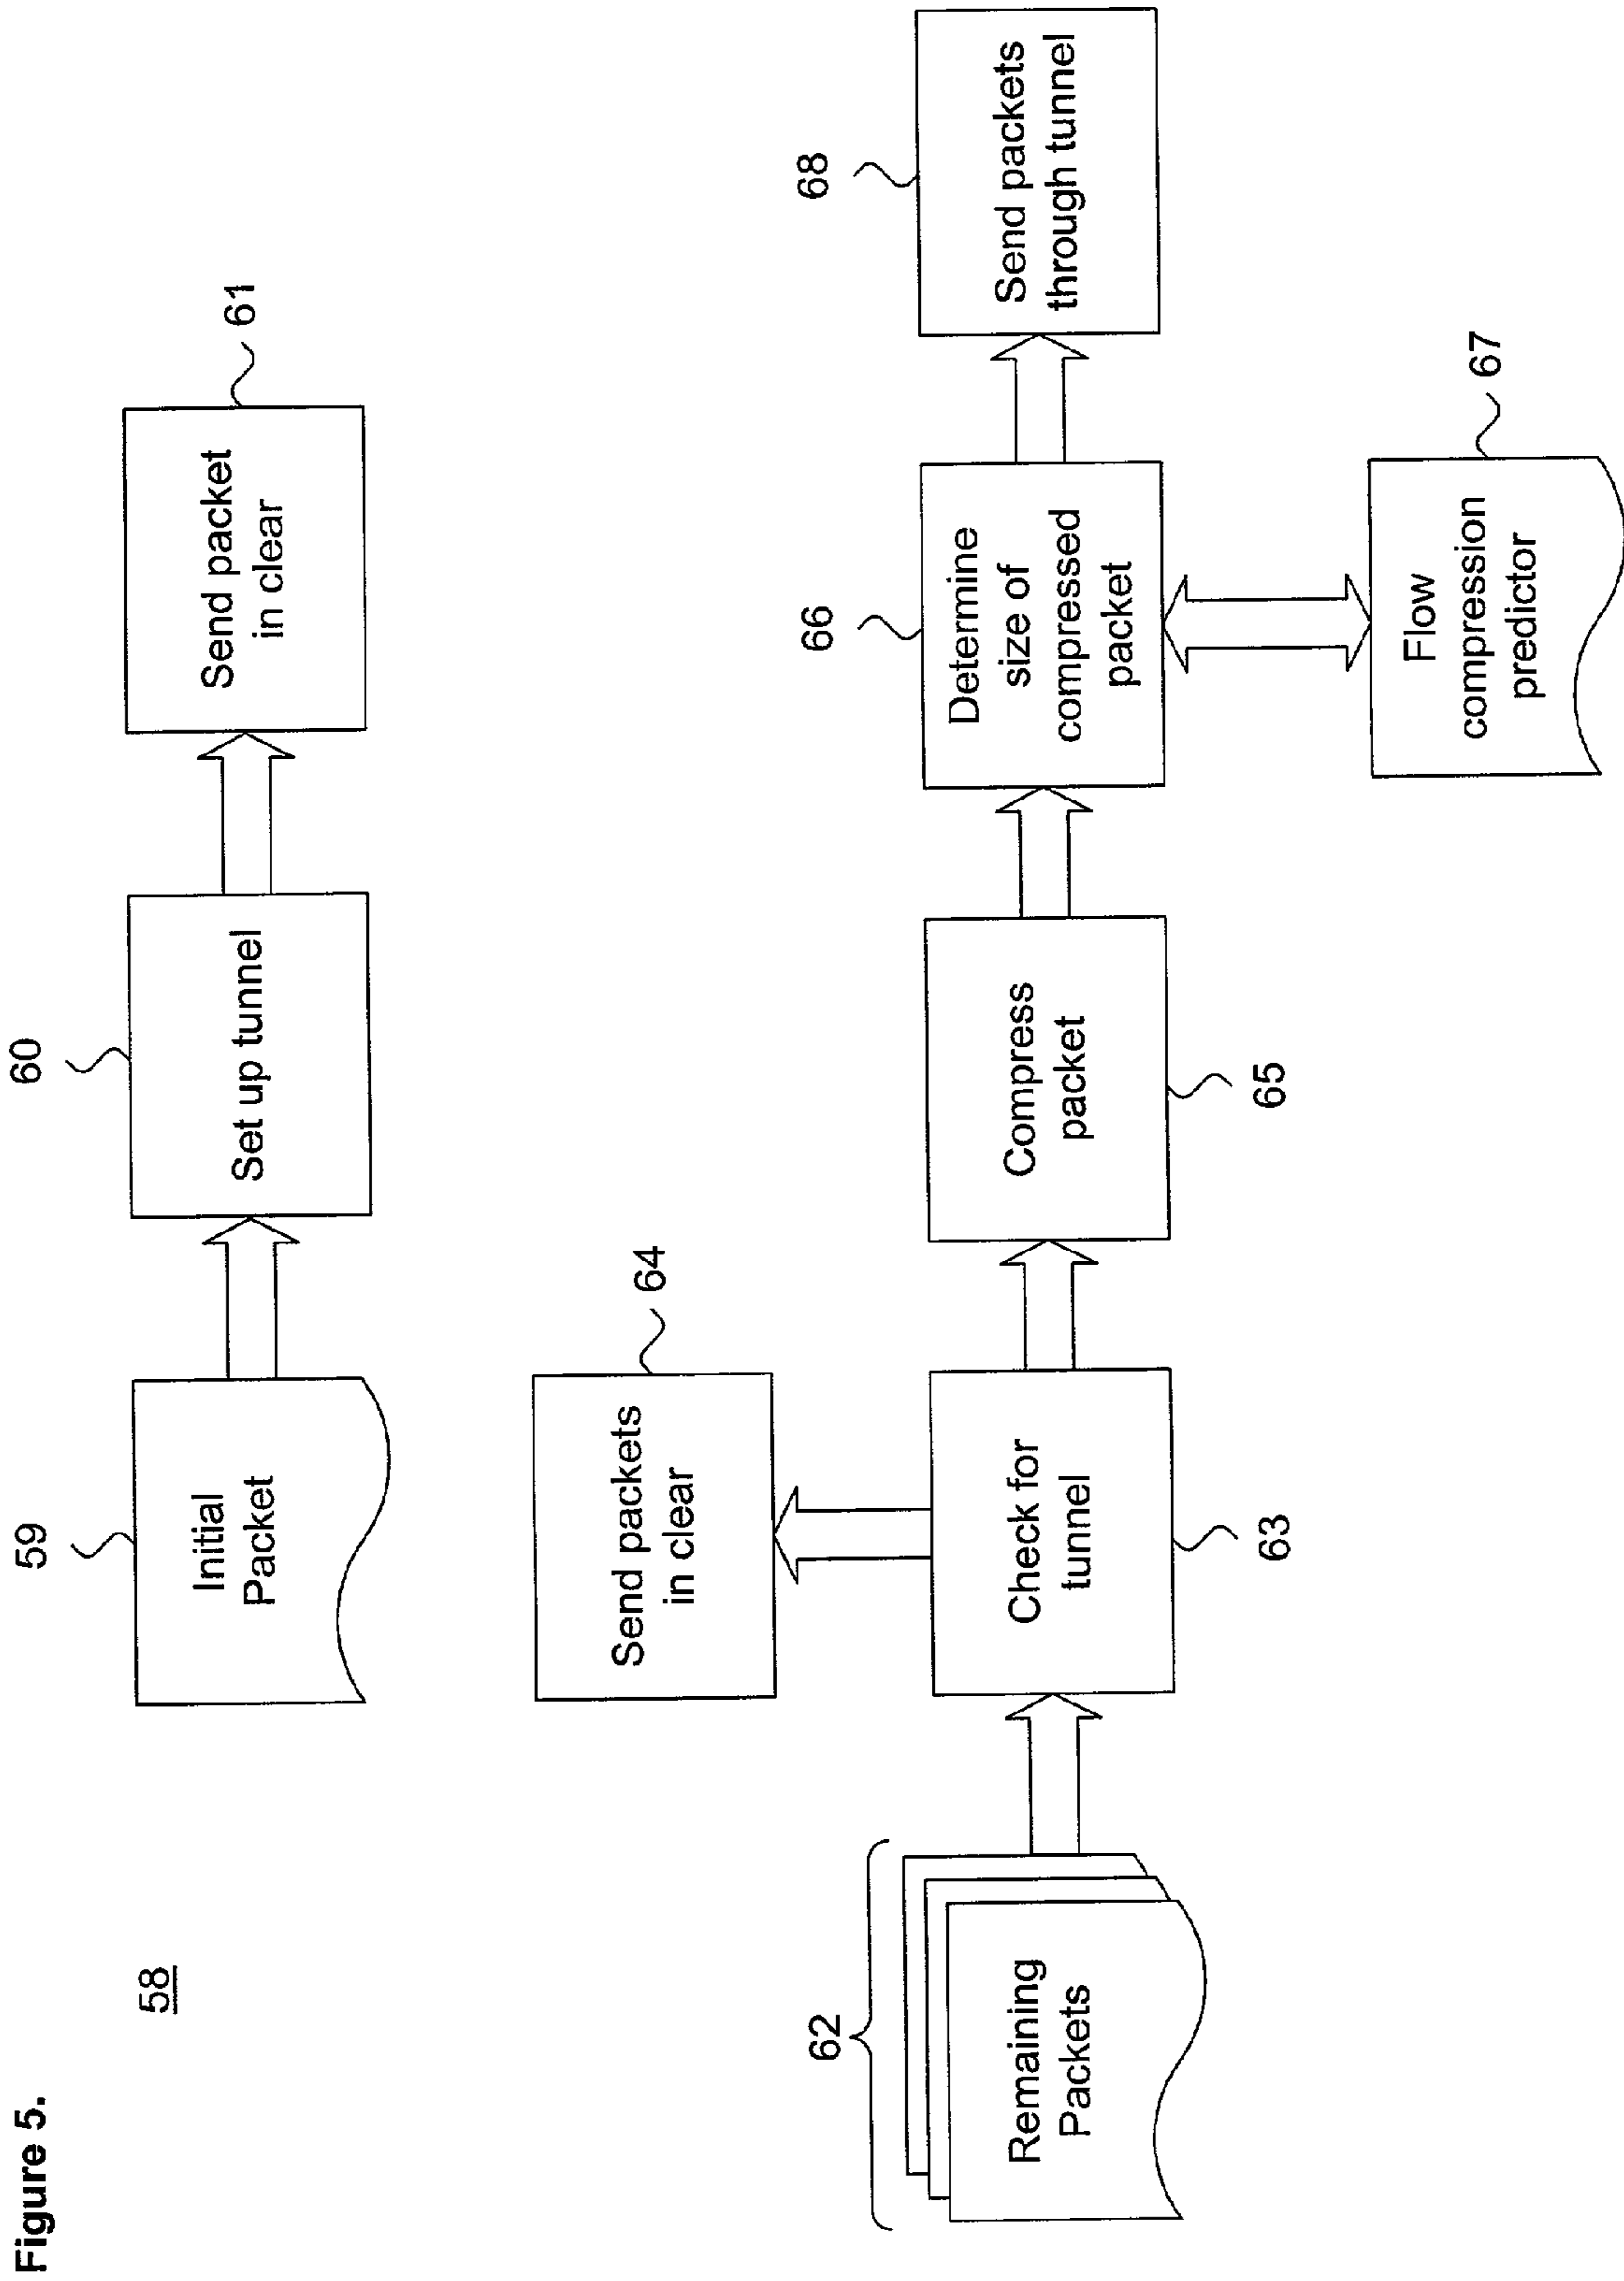 Figure 5.
58
59
Initial
Packet
60
Set up tunnel
61
Send packet
in clear
62
Remaining
Packets
63
Check for
tunnel
64
Send packets
in clear
65
Compress
packet
66
Determine
size of
compressed
packet
67
Flow
compression
predictor
68
Send packets
through tunnel